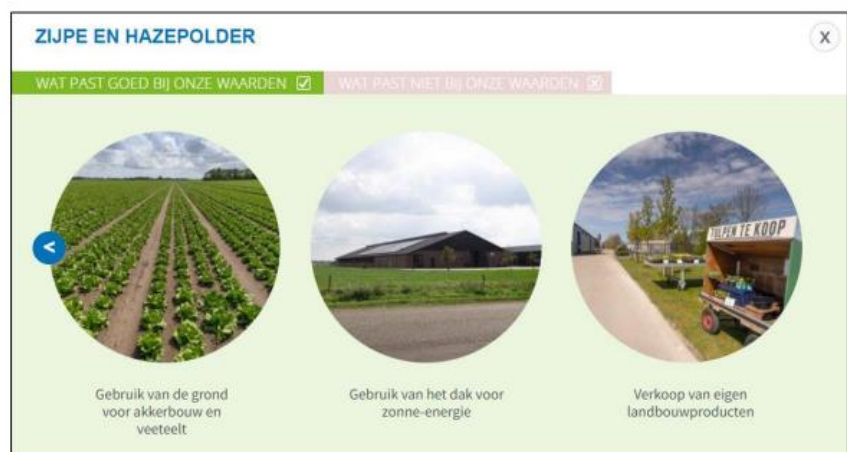 ZIJPE EN HAZEPOLDER
X
WAT PAST GOED BIJ ONZE WAARDEN
WAT PAST NIET BIJ ONZE WAARDEN
<
TULPEN TE KOOP
Gebruik van de grond
voor akkerbouw en
veeteelt
Gebruik van het dak voor
zonne-energie
Verkoop van eigen
landbouwproducten